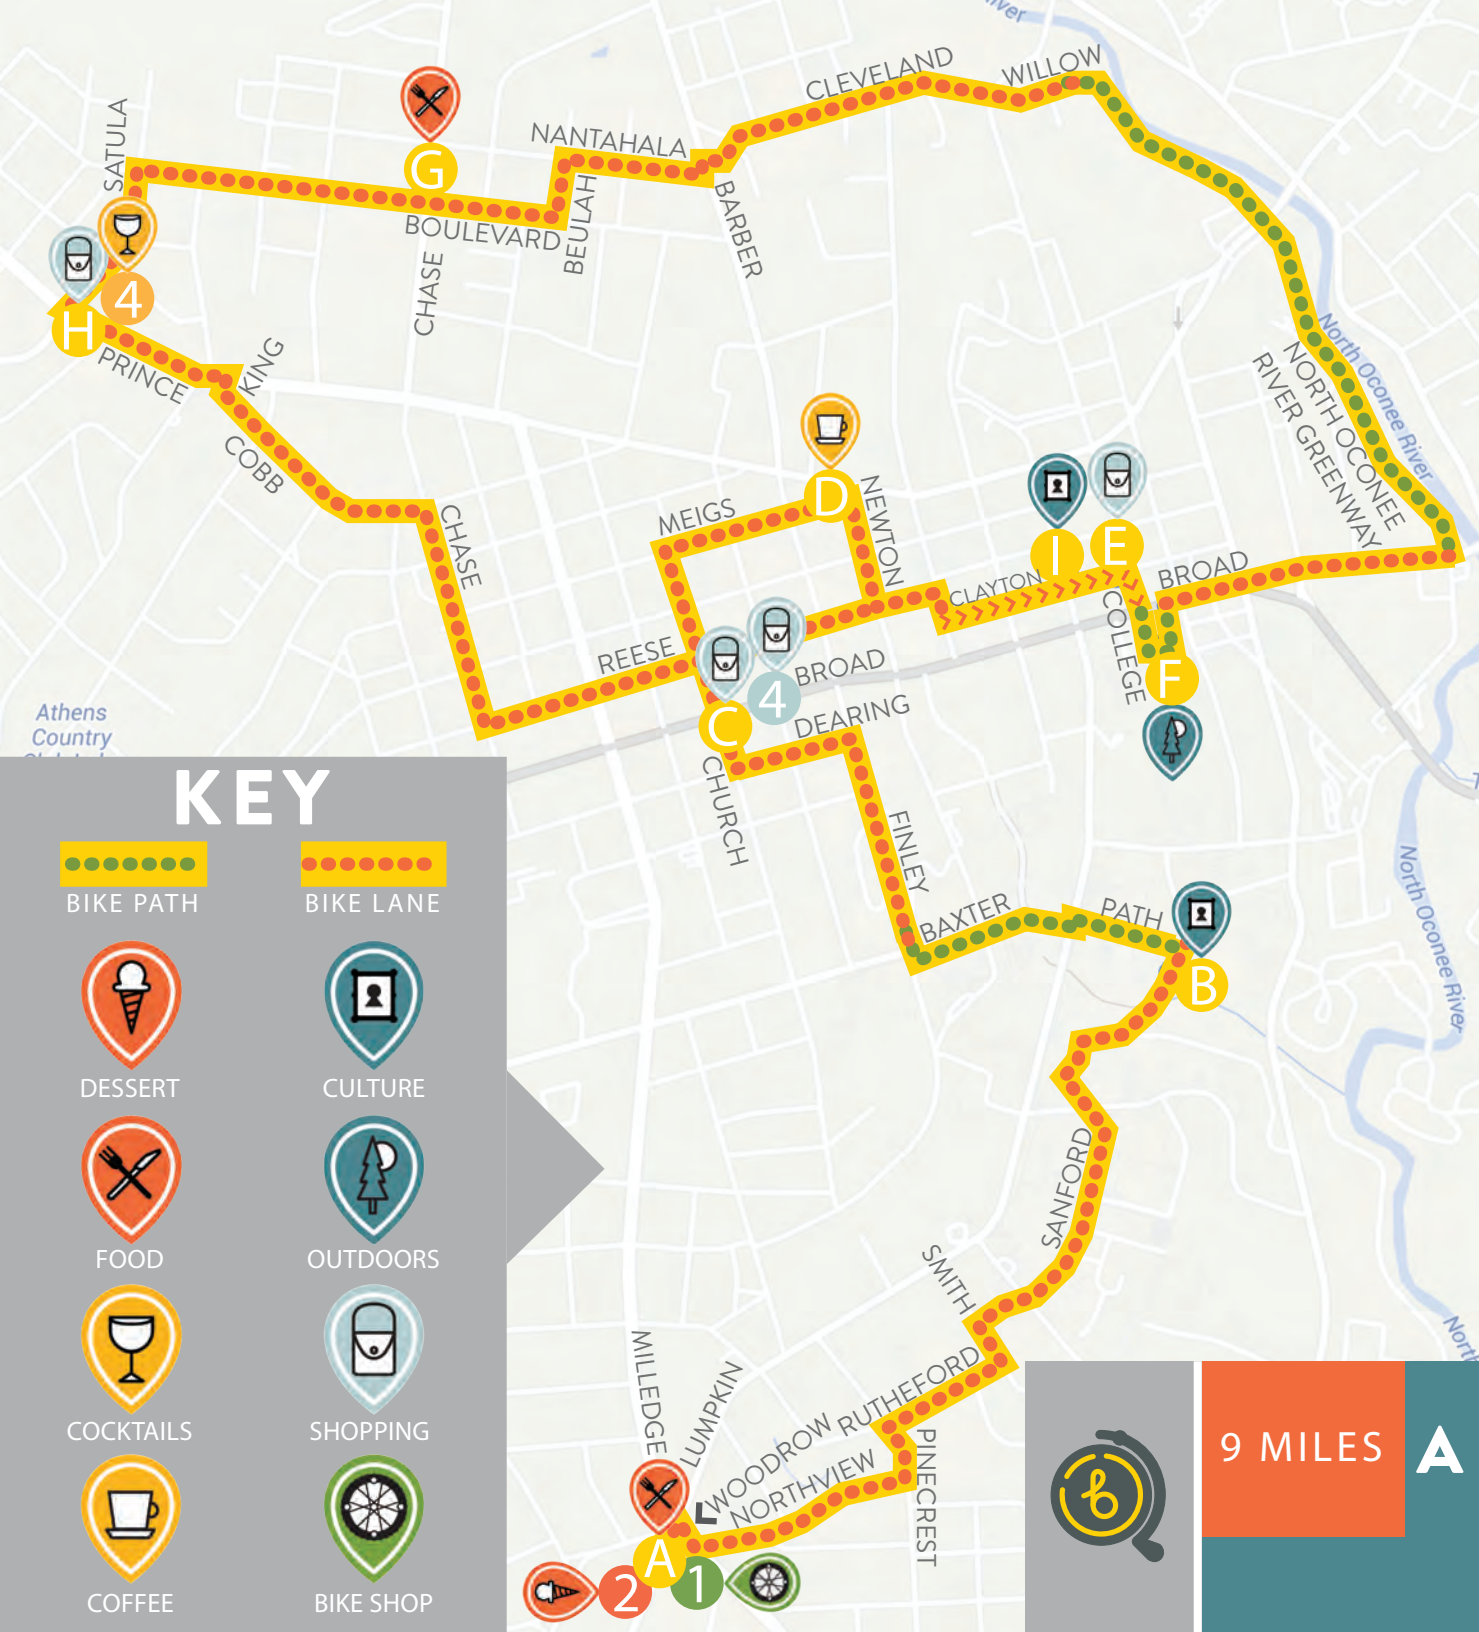 River
CLEVELAND
WILLOW
SATULA
NANTAHALA
G
BOULEVARD
BEULAH
BARBER
CHASE
4
H
PRINCE
KING
COBB
North Oconee River
NORTH OCONEE
RIVER GREENWAY
CHASE
MEIGS
D
NEWTON
I
E
CLAYTON
BROAD
COLLEGE
F
REESE
BROAD
4
C
DEARING
CHURCH
FINLEY
Athens
Country
BAXTER
PATH
B
North Oconee River
SANFORD
SMITH
RUTHEFORD
MILLEDGE
LUMPKIN
WOODROW
NORTHVIEW
PINECREST
A
1
2
North
KEY
BIKE PATH
BIKE LANE
DESSERT
CULTURE
FOOD
OUTDOORS
COCKTAILS
SHOPPING
COFFEE
BIKE SHOP
b
9 MILES
A